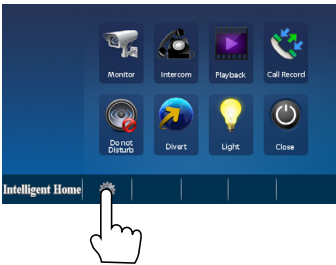 Monitor Intercom Playback Call Record
Do not
Disturb Divert Light Close
Intelligent Home